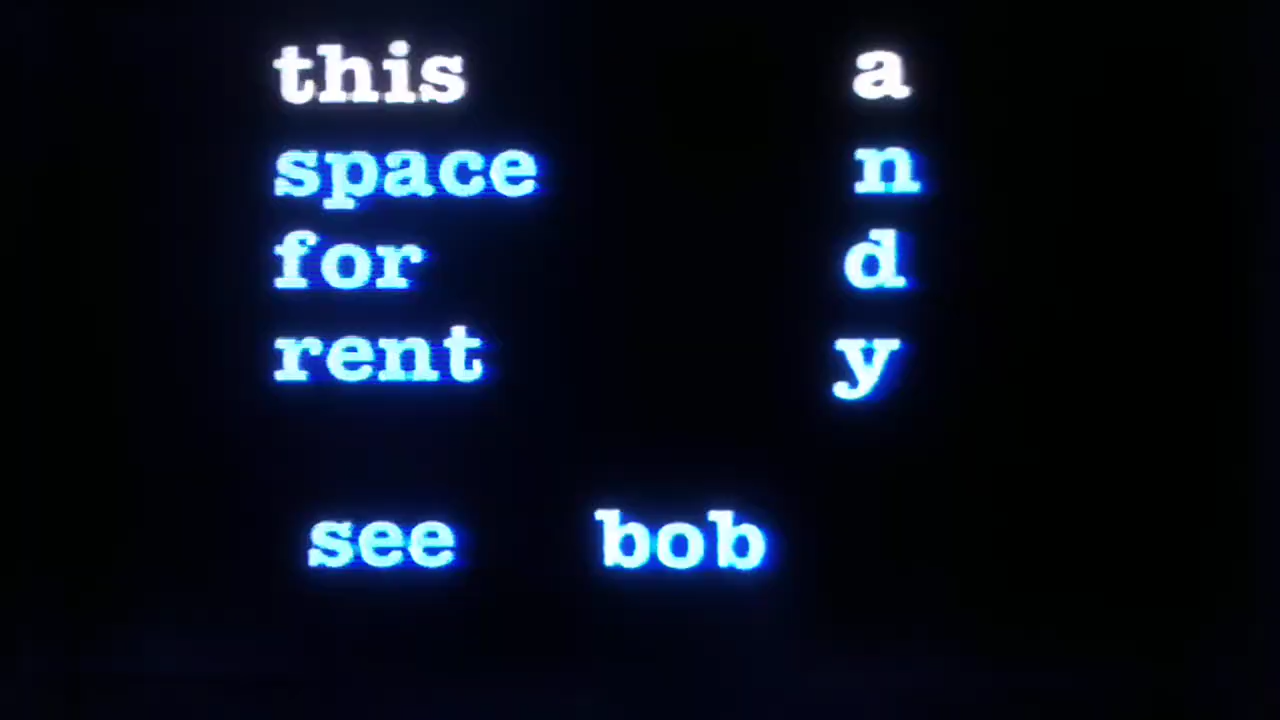 this a
space n
for d
rent y
see bob